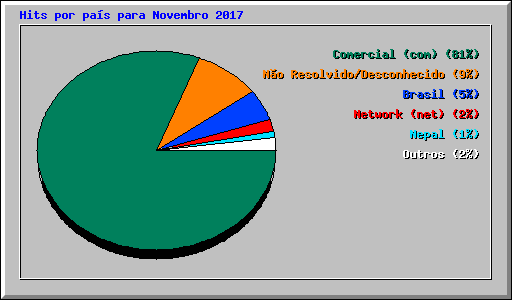 Hits por país para Novembro 2017
Comercial (com) (81%)
Não Resolvido/Desconhecido (9%)
Brasil (5%)
Network (net) (2%)
Nepal (1%)
Outros (2%)